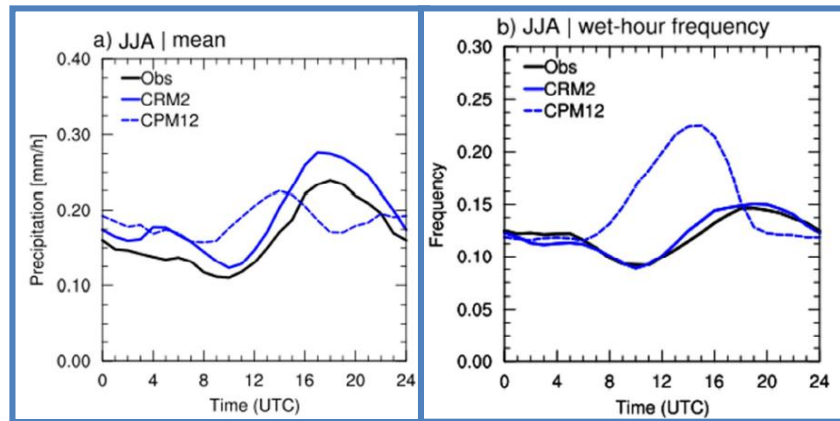 a) JJA | mean
Precipitation [mm/h]
0.40
0.30
0.20
0.10
0.00
Obs
CRM2
CPM12
0 4 8 12 16 20 24
Time (UTC)
b) JJA | wet-hour frequency
Frequency
0.30
0.25
0.20
0.15
0.10
0.05
0.00
Obs
CRM2
CPM12
0 4 8 12 16 20 24
Time (UTC)